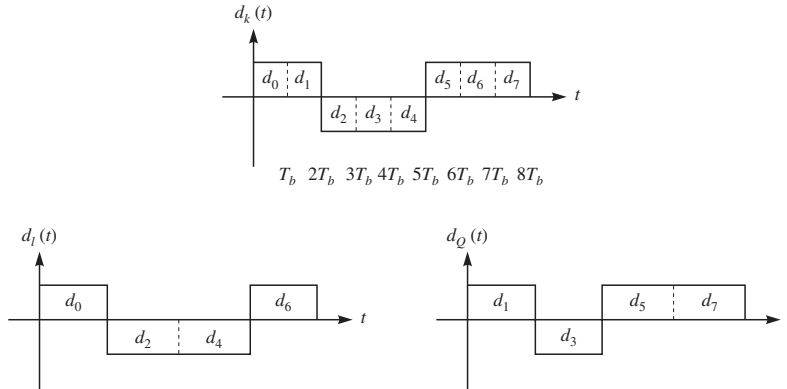 d_k (t)
d_0 d_1 d_5 d_6 d_7
t
d_2 d_3 d_4
T_b 2T_b 3T_b 4T_b 5T_b 6T_b 7T_b 8T_b
d_I (t)
d_0 d_6
t
d_2 d_4
d_Q (t)
d_1 d_5 d_7
d_3